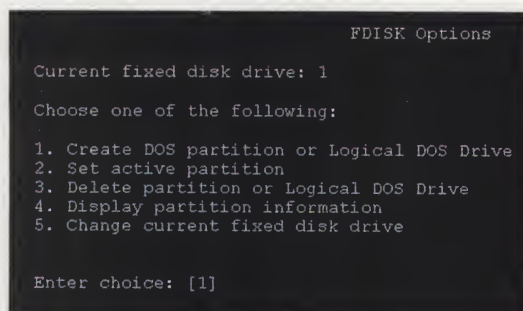 FDISK Options
Current fixed disk drive: 1
Choose one of the following:
1. Create DOS partition or Logical DOS Drive
2. Set active partition
3. Delete partition or Logical DOS Drive
4. Display partition information
5. Change current fixed disk drive
Enter choice: [1]